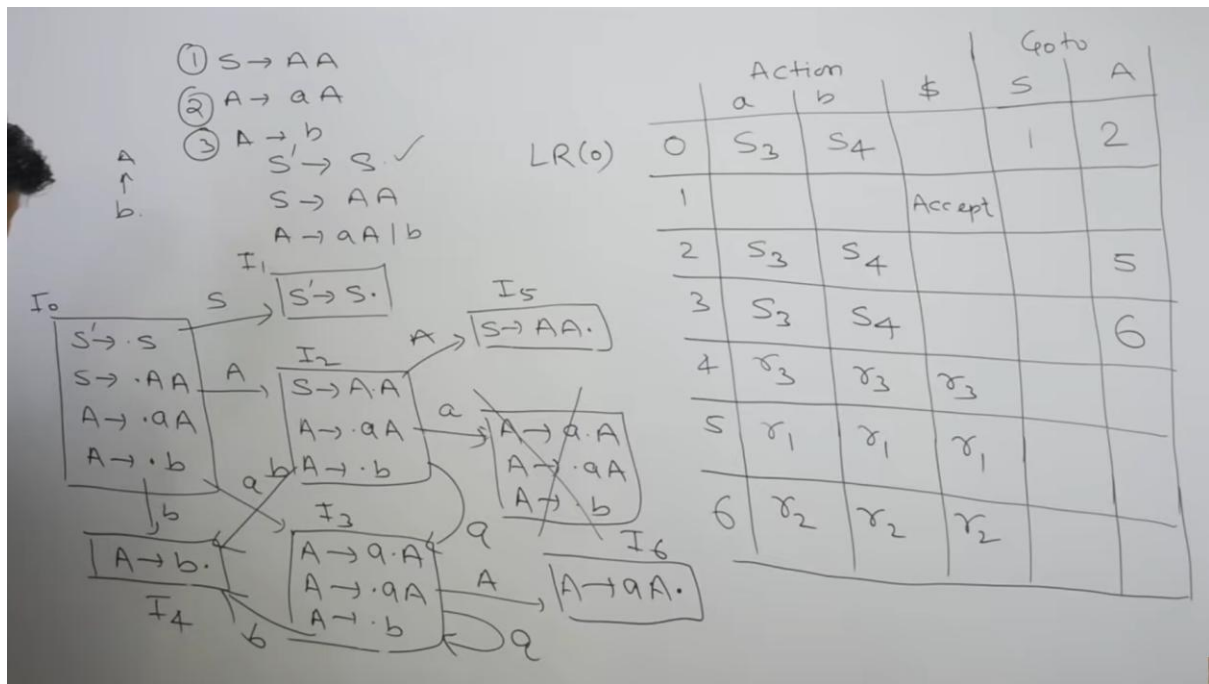 ① S → AA
② A → aA
③ A → b
S' → S. ✓
S → AA
A → aA | b
A
↑
b.
I₀
S' → .S
S → .AA
A → .aA
A → .b
S
I₁
S' → S.
A
I₂
S → A.A
A → .aA
A → .b
A
I₅
S → AA.
a
A → a.A
A → .aA
A → b
b
a
b
a
I₃
A → a.A
A → .aA
A → .b
A → b.
I₄
b
A
a
I₆
A → aA.
LR(0)
Action Goto
a b $ S A
0 S₃ S₄ 1 2
1 Accept
2 S₃ S₄ 5
3 S₃ S₄ 6
4 r₃ r₃ r₃
5 r₁ r₁ r₁
6 r₂ r₂ r₂